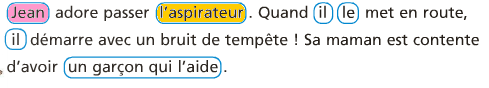 Jean adore passer l'aspirateur. Quand il le met en route,
il démarre avec un bruit de tempête ! Sa maman est contente
d'avoir un garçon qui l'aide.